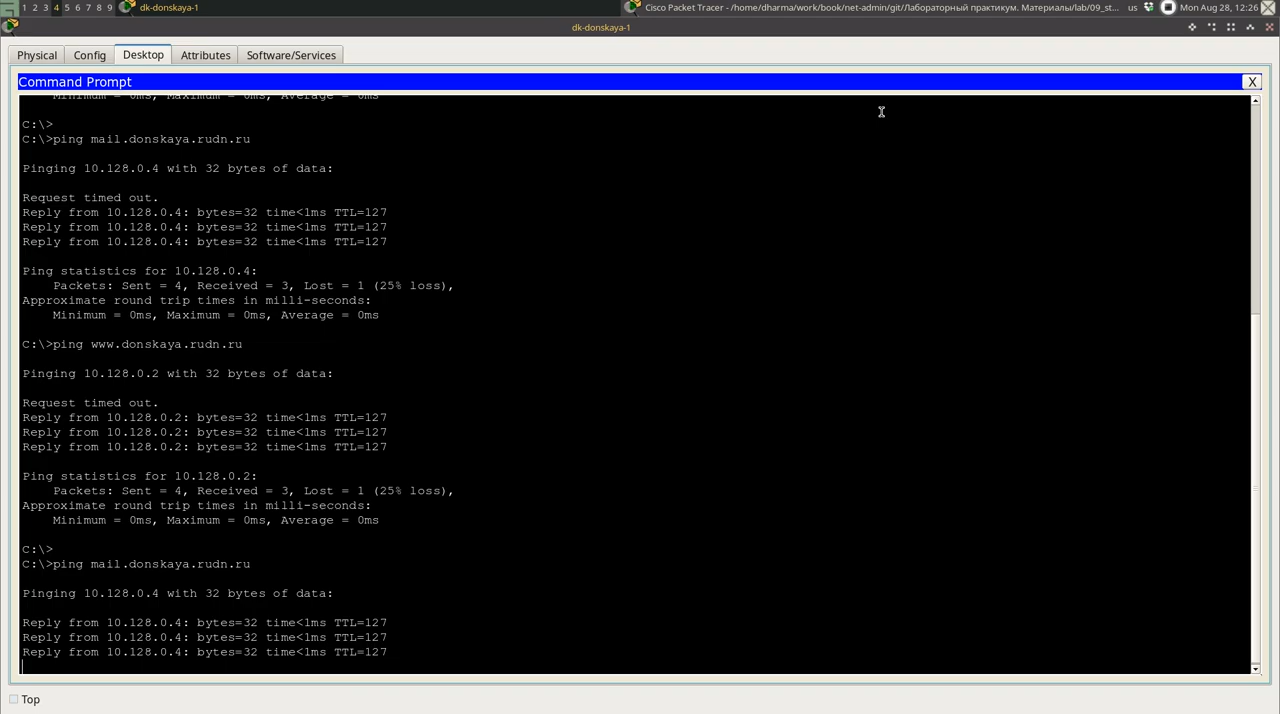 1 2 3 4 5 6 7 8 9 dk-donskaya-1 Cisco Packet Tracer - /home/dharma/work/book/net-admin/git/Лабораторный практикум. Материалы/lab/09_st... us Mon Aug 28, 12:26
dk-donskaya-1
Physical Config Desktop Attributes Software/Services
Command Prompt X
Minimum = 0ms, Maximum = 0ms, Average = 0ms
C:\>
C:\>ping mail.donskaya.rudn.ru
Pinging 10.128.0.4 with 32 bytes of data:
Request timed out.
Reply from 10.128.0.4: bytes=32 time<1ms TTL=127
Reply from 10.128.0.4: bytes=32 time<1ms TTL=127
Reply from 10.128.0.4: bytes=32 time<1ms TTL=127
Ping statistics for 10.128.0.4:
Packets: Sent = 4, Received = 3, Lost = 1 (25% loss),
Approximate round trip times in milli-seconds:
Minimum = 0ms, Maximum = 0ms, Average = 0ms
C:\>ping www.donskaya.rudn.ru
Pinging 10.128.0.2 with 32 bytes of data:
Request timed out.
Reply from 10.128.0.2: bytes=32 time<1ms TTL=127
Reply from 10.128.0.2: bytes=32 time<1ms TTL=127
Reply from 10.128.0.2: bytes=32 time<1ms TTL=127
Ping statistics for 10.128.0.2:
Packets: Sent = 4, Received = 3, Lost = 1 (25% loss),
Approximate round trip times in milli-seconds:
Minimum = 0ms, Maximum = 0ms, Average = 0ms
C:\>
C:\>ping mail.donskaya.rudn.ru
Pinging 10.128.0.4 with 32 bytes of data:
Reply from 10.128.0.4: bytes=32 time<1ms TTL=127
Reply from 10.128.0.4: bytes=32 time<1ms TTL=127
Reply from 10.128.0.4: bytes=32 time<1ms TTL=127
Top